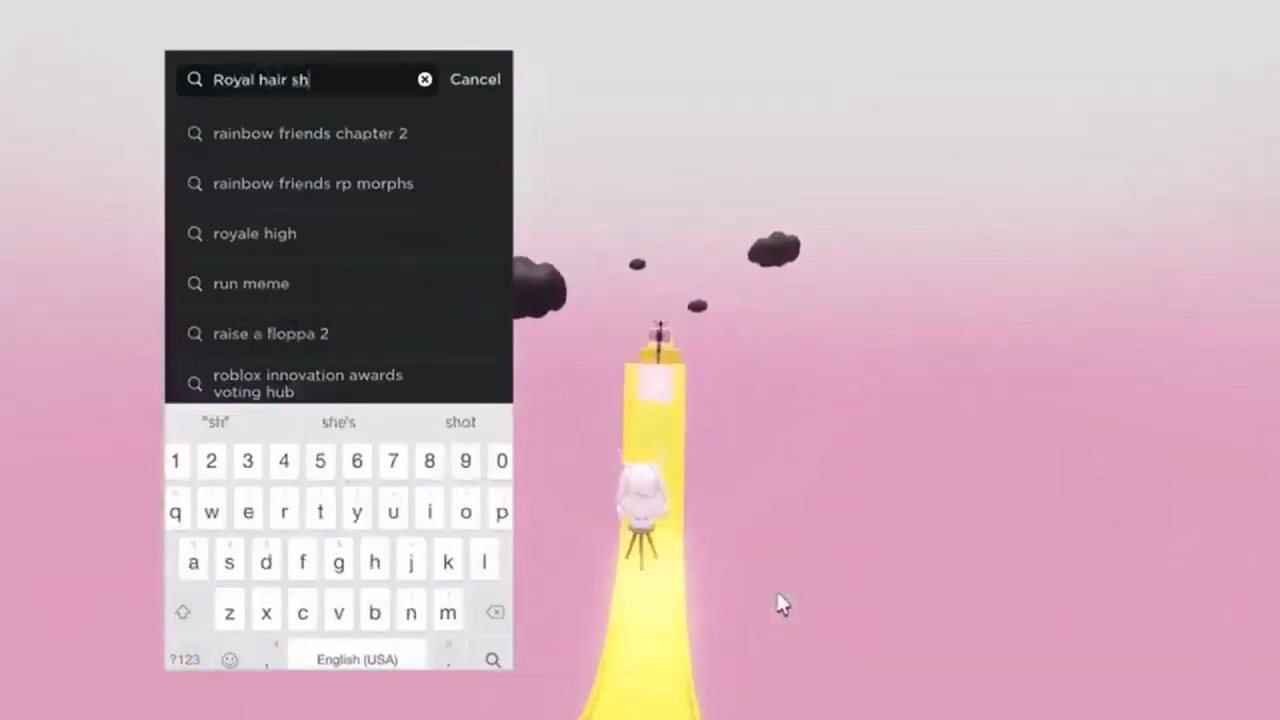 Royal hair sh Cancel
rainbow friends chapter 2
rainbow friends rp morphs
royale high
run meme
raise a floppa 2
roblox innovation awards
voting hub
"sh" she's shot
1 2 3 4 5 6 7 8 9 0
q w e r t y u i o p
a s d f g h j k l
z x c v b n m
?123 , English (USA) .